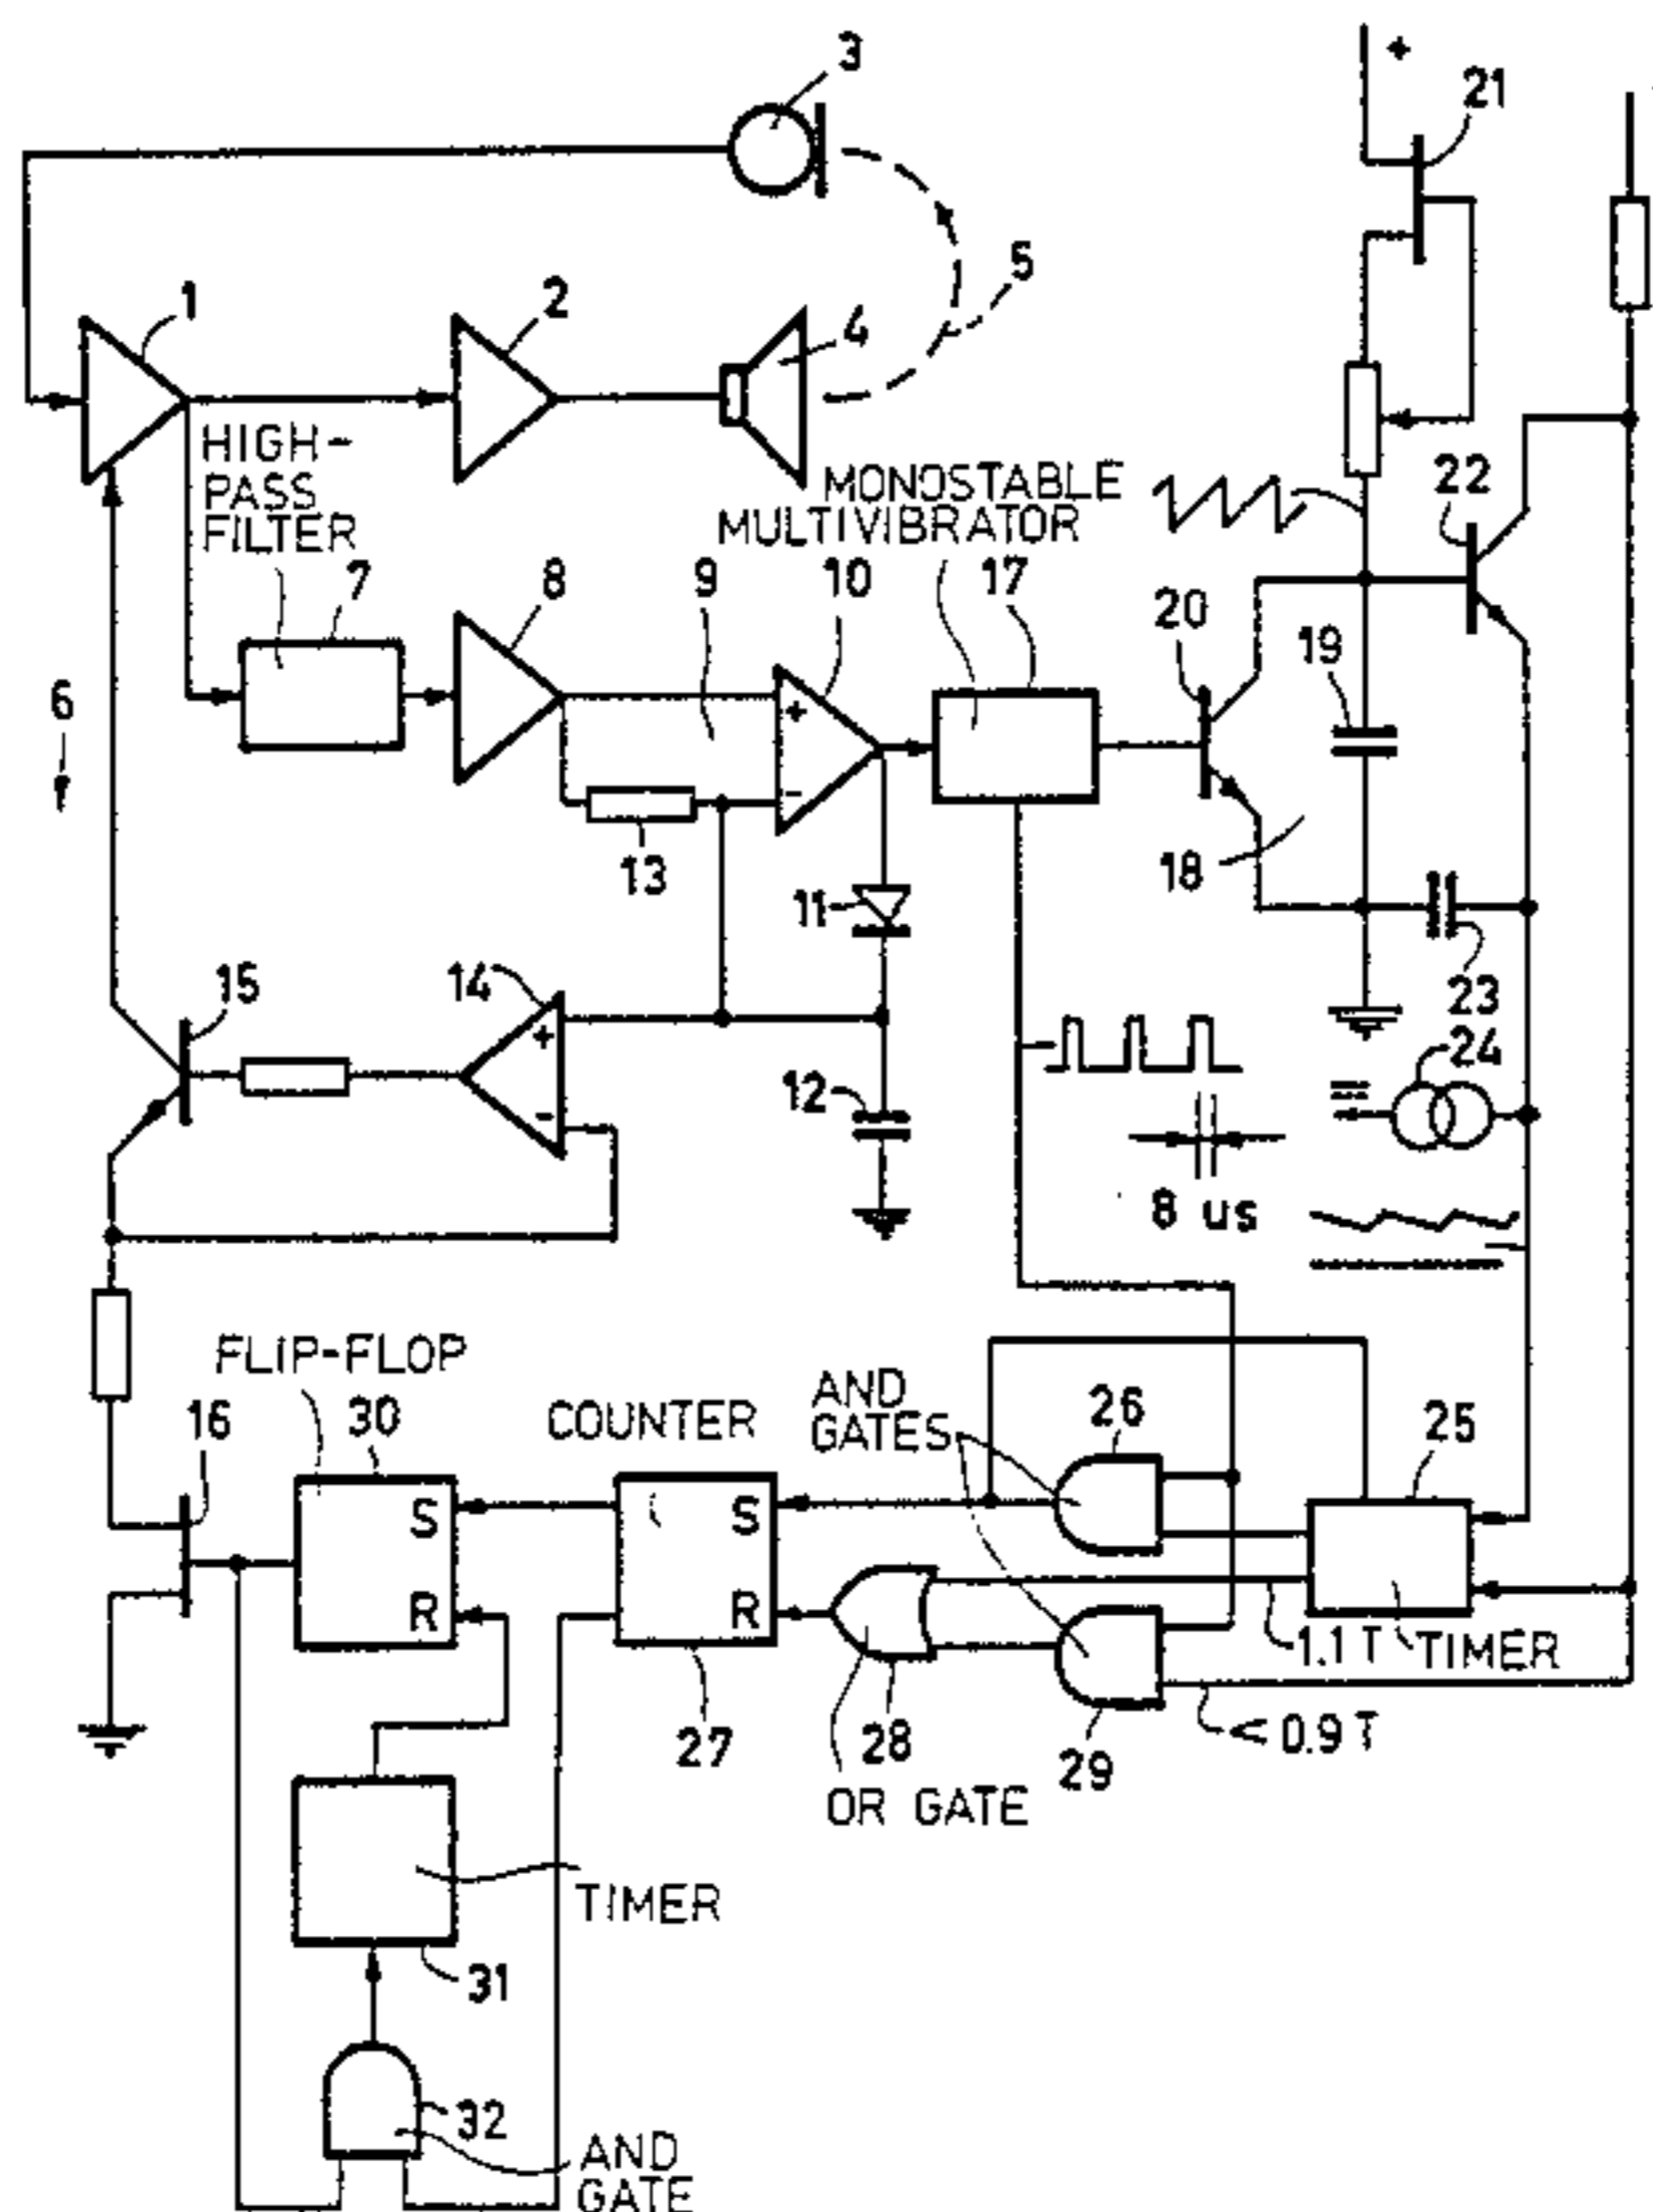 3
+
21
1
2
4
5
HIGH-
PASS
FILTER
MONOSTABLE
MULTIVIBRATOR
22
7
8
9
10
17
20
19
6
+
-
13
11
18
23
15
14
+
-
12
24
8 us
FLIP-FLOP
30
COUNTER
AND
GATES
26
25
16
S
R
S
R
1.1 T
TIMER
27
28
29
< 0.9 T
OR GATE
TIMER
31
32
AND
GATE